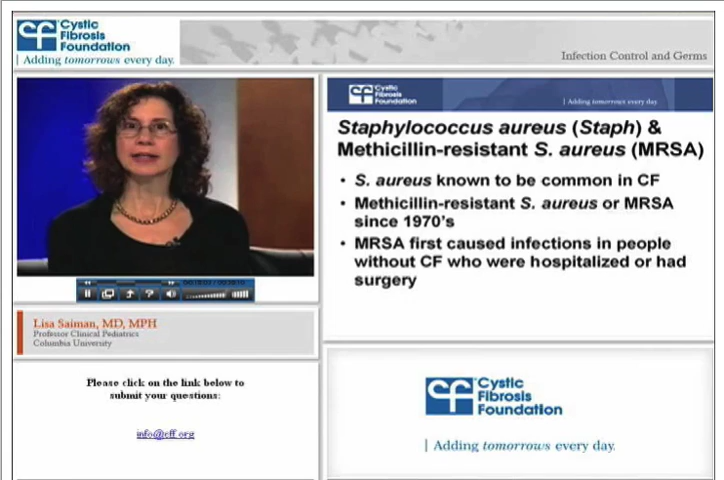 Cystic
Fibrosis
Foundation
Adding tomorrows every day.
Infection Control and Germs
Cystic
Fibrosis
Foundation
Adding tomorrows every day.
Staphylococcus aureus (Staph) &
Methicillin-resistant S. aureus (MRSA)
• S. aureus known to be common in CF
• Methicillin-resistant S. aureus or MRSA
since 1970's
• MRSA first caused infections in people
without CF who were hospitalized or had
surgery
Lisa Saiman, MD, MPH
Professor Clinical Pediatrics
Columbia University
Please click on the link below to
submit your questions:
info@cff.org
Cystic
Fibrosis
Foundation
Adding tomorrows every day.